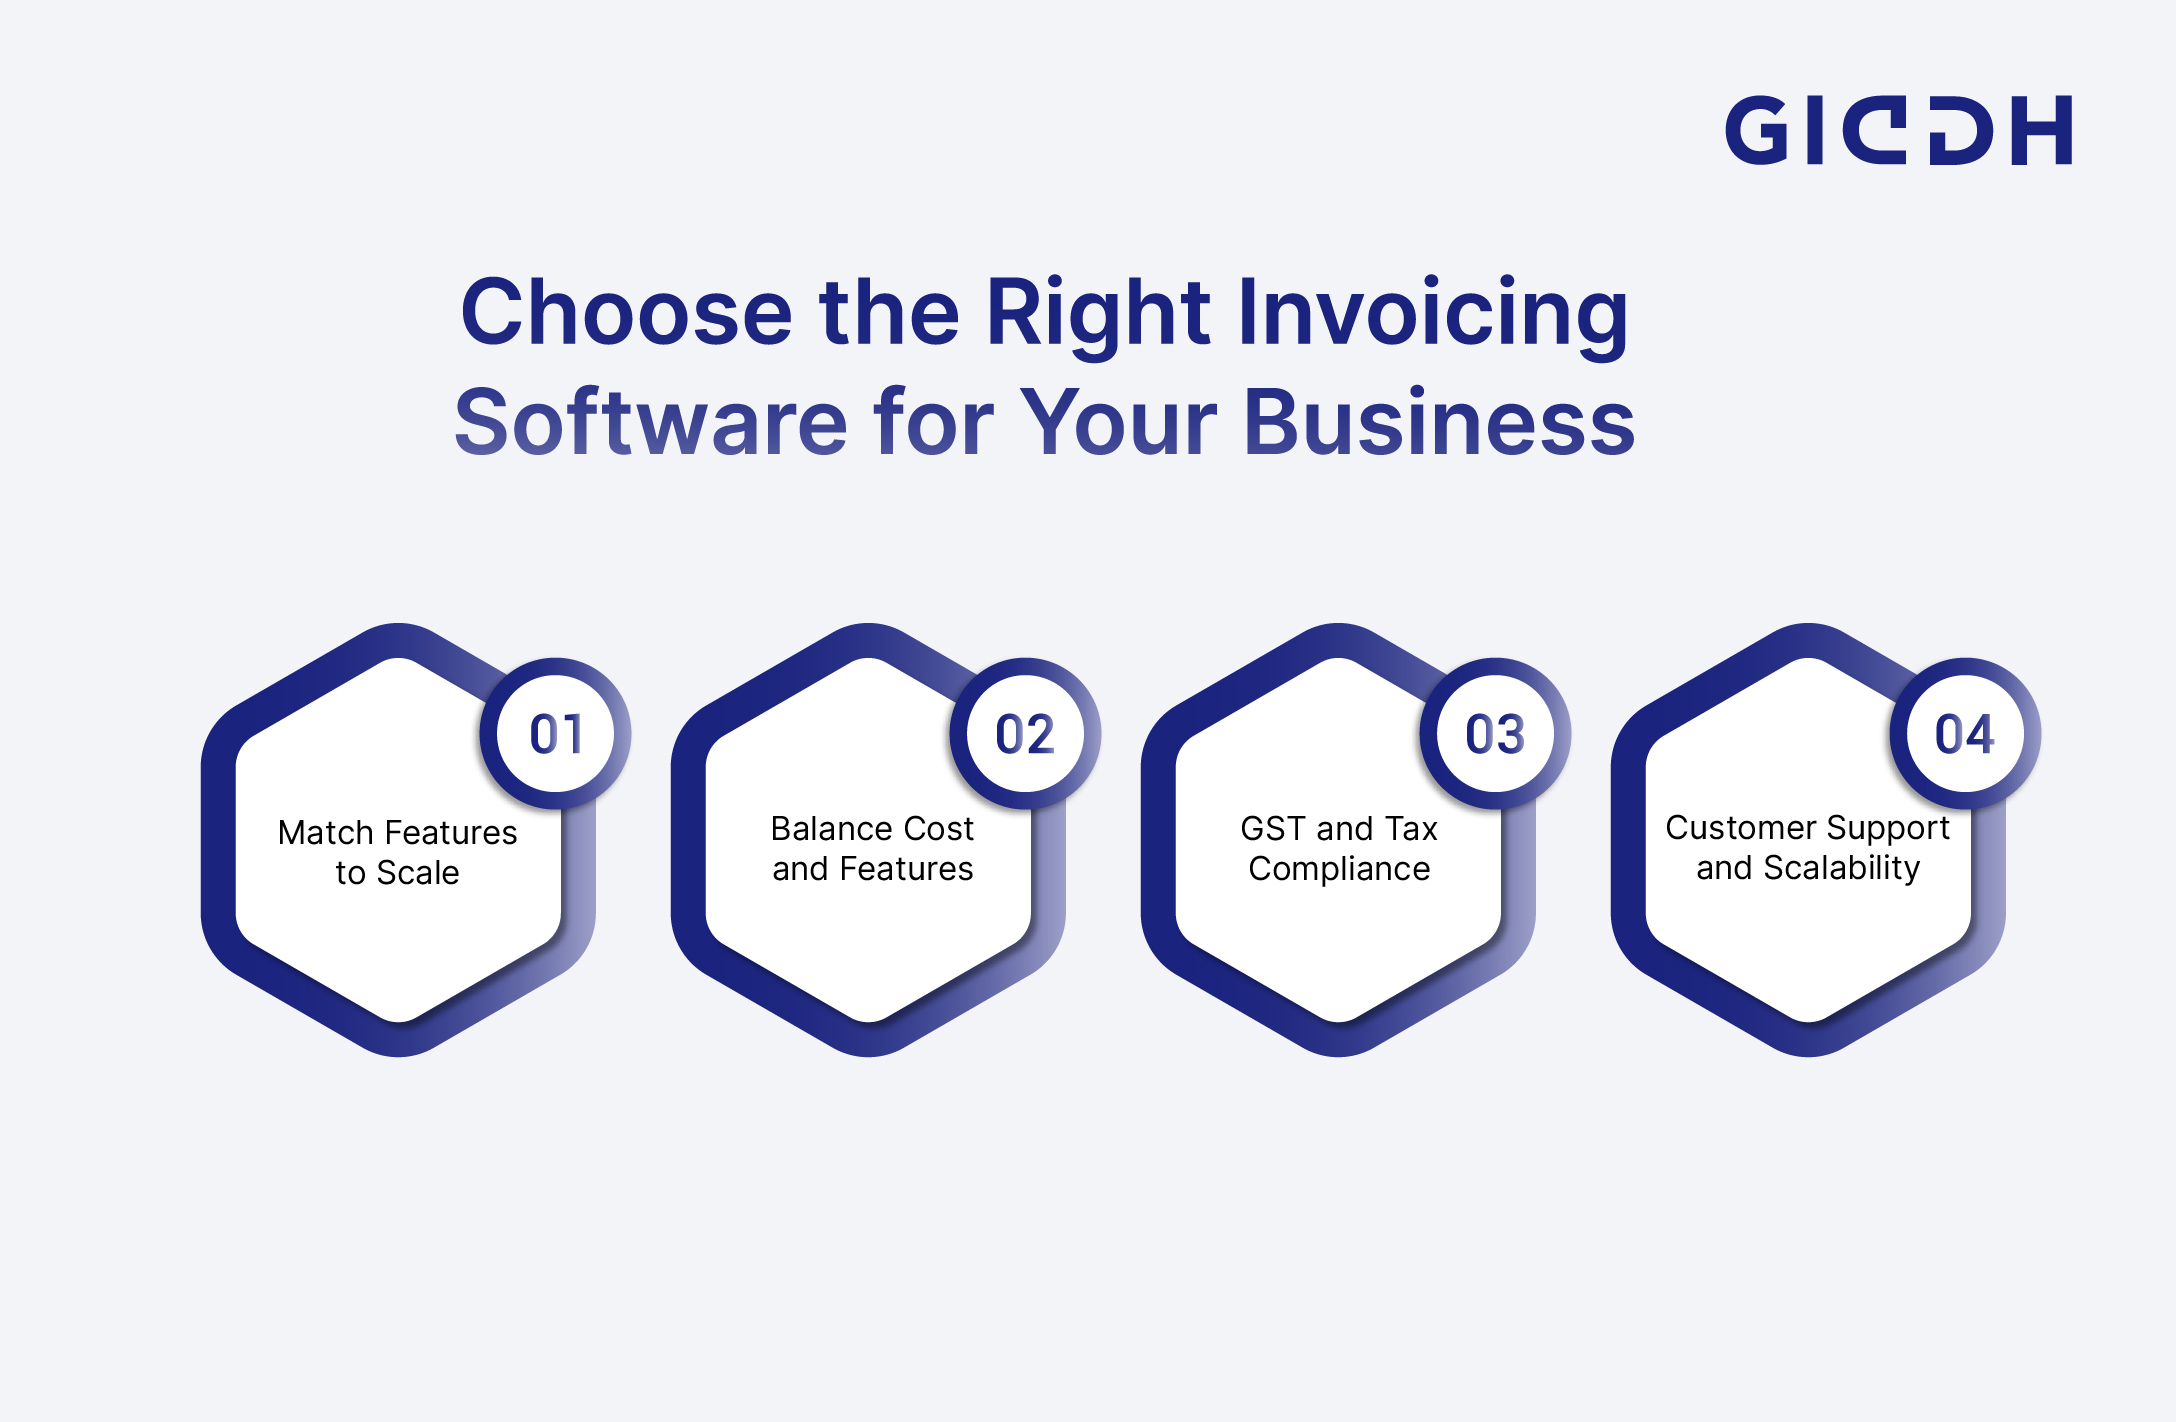 GIDDH
Choose the Right Invoicing
Software for Your Business
01
Match Features
to Scale
02
Balance Cost
and Features
03
GST and Tax
Compliance
04
Customer Support
and Scalability